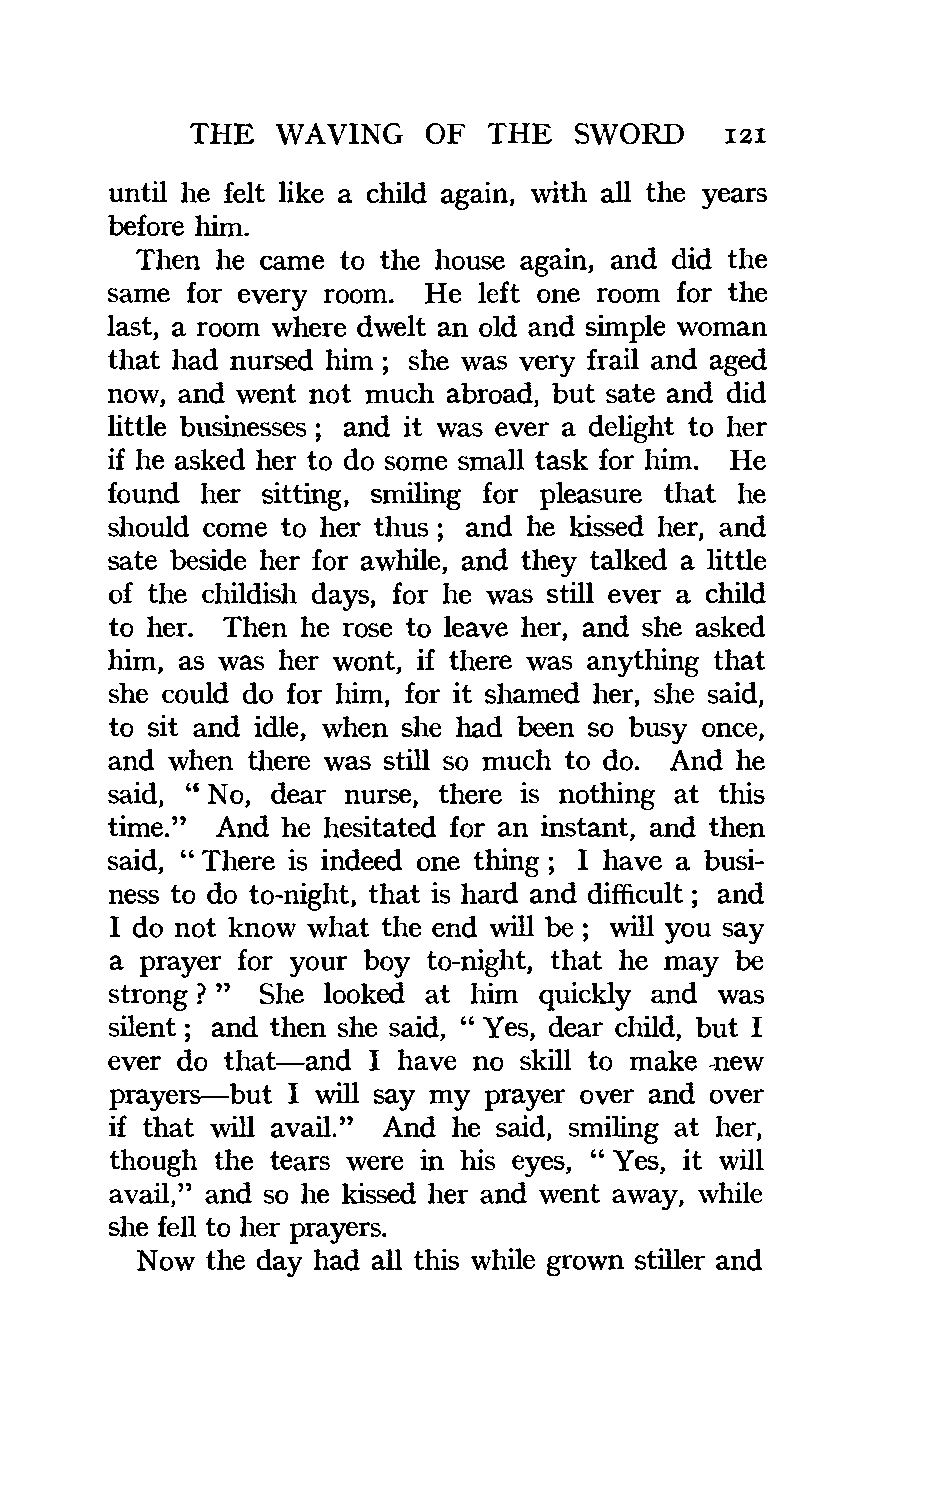 THE WAVING OF THE SWORD 121
until he felt like a child again, with all the years
before him.
Then he came to the house again, and did the
same for every room. He left one room for the
last, a room where dwelt an old and simple woman
that had nursed him ; she was very frail and aged
now, and went not much abroad, but sate and did
little businesses ; and it was ever a delight to her
if he asked her to do some small task for him. He
found her sitting, smiling for pleasure that he
should come to her thus ; and he kissed her, and
sate beside her for awhile, and they talked a little
of the childish days, for he was still ever a child
to her. Then he rose to leave her, and she asked
him, as was her wont, if there was anything that
she could do for him, for it shamed her, she said,
to sit and idle, when she had been so busy once,
and when there was still so much to do. And he
said, “ No, dear nurse, there is nothing at this
time.” And he hesitated for an instant, and then
said, “ There is indeed one thing ; I have a busi-
ness to do to-night, that is hard and difficult ; and
I do not know what the end will be ; will you say
a prayer for your boy to-night, that he may be
strong ? ” She looked at him quickly and was
silent ; and then she said, “ Yes, dear child, but I
ever do that—and I have no skill to make new
prayers—but I will say my prayer over and over
if that will avail.” And he said, smiling at her,
though the tears were in his eyes, “ Yes, it will
avail,” and so he kissed her and went away, while
she fell to her prayers.
Now the day had all this while grown stiller and